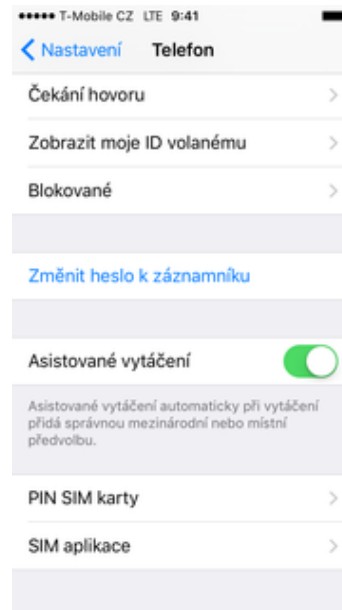 T-Mobile CZ LTE 9:41
Nastavení Telefon
Čekání hovoru
Zobrazit moje ID volanému
Blokované
Změnit heslo k záznamníku
Asistované vytáčení
Asistované vytáčení automaticky při vytáčení
přidá správnou mezinárodní nebo místní
předvolbu.
PIN SIM karty
SIM aplikace